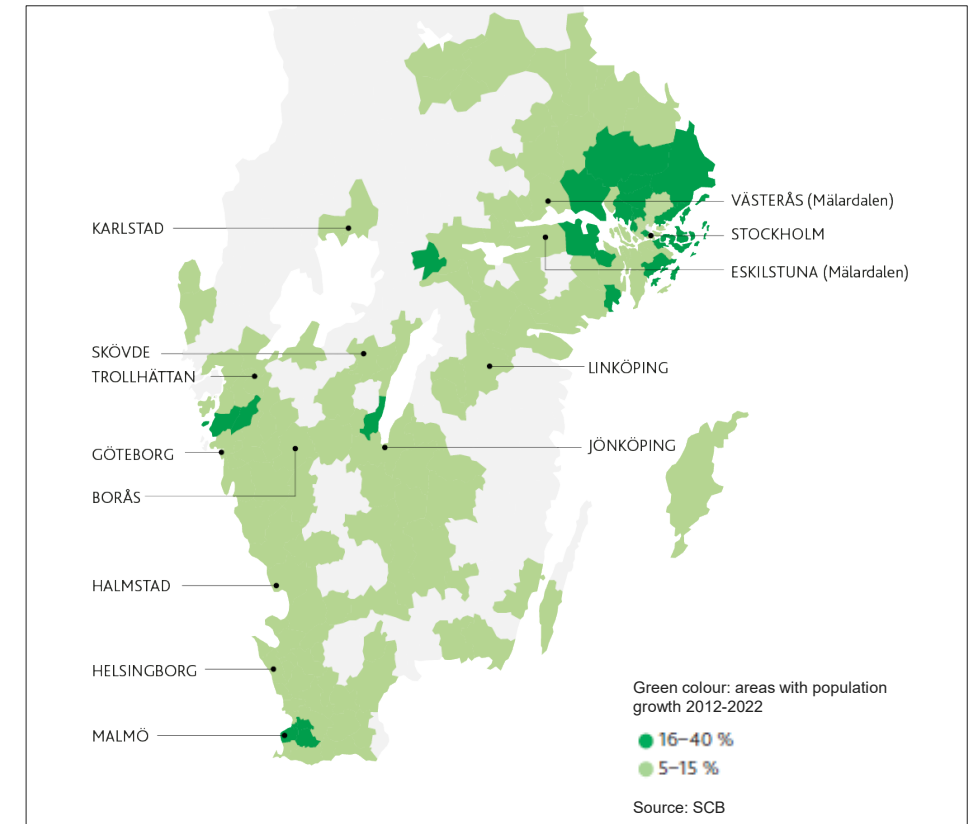 VÄSTERÅS (Mälardalen)
KARLSTAD
STOCKHOLM
ESKILSTUNA (Mälardalen)
SKÖVDE
LINKÖPING
TROLLHÄTTAN
JÖNKÖPING
GÖTEBORG
BORÅS
HALMSTAD
HELSINGBORG
MALMÖ
Green colour: areas with population
growth 2012-2022
16–40 %
5–15 %
Source: SCB